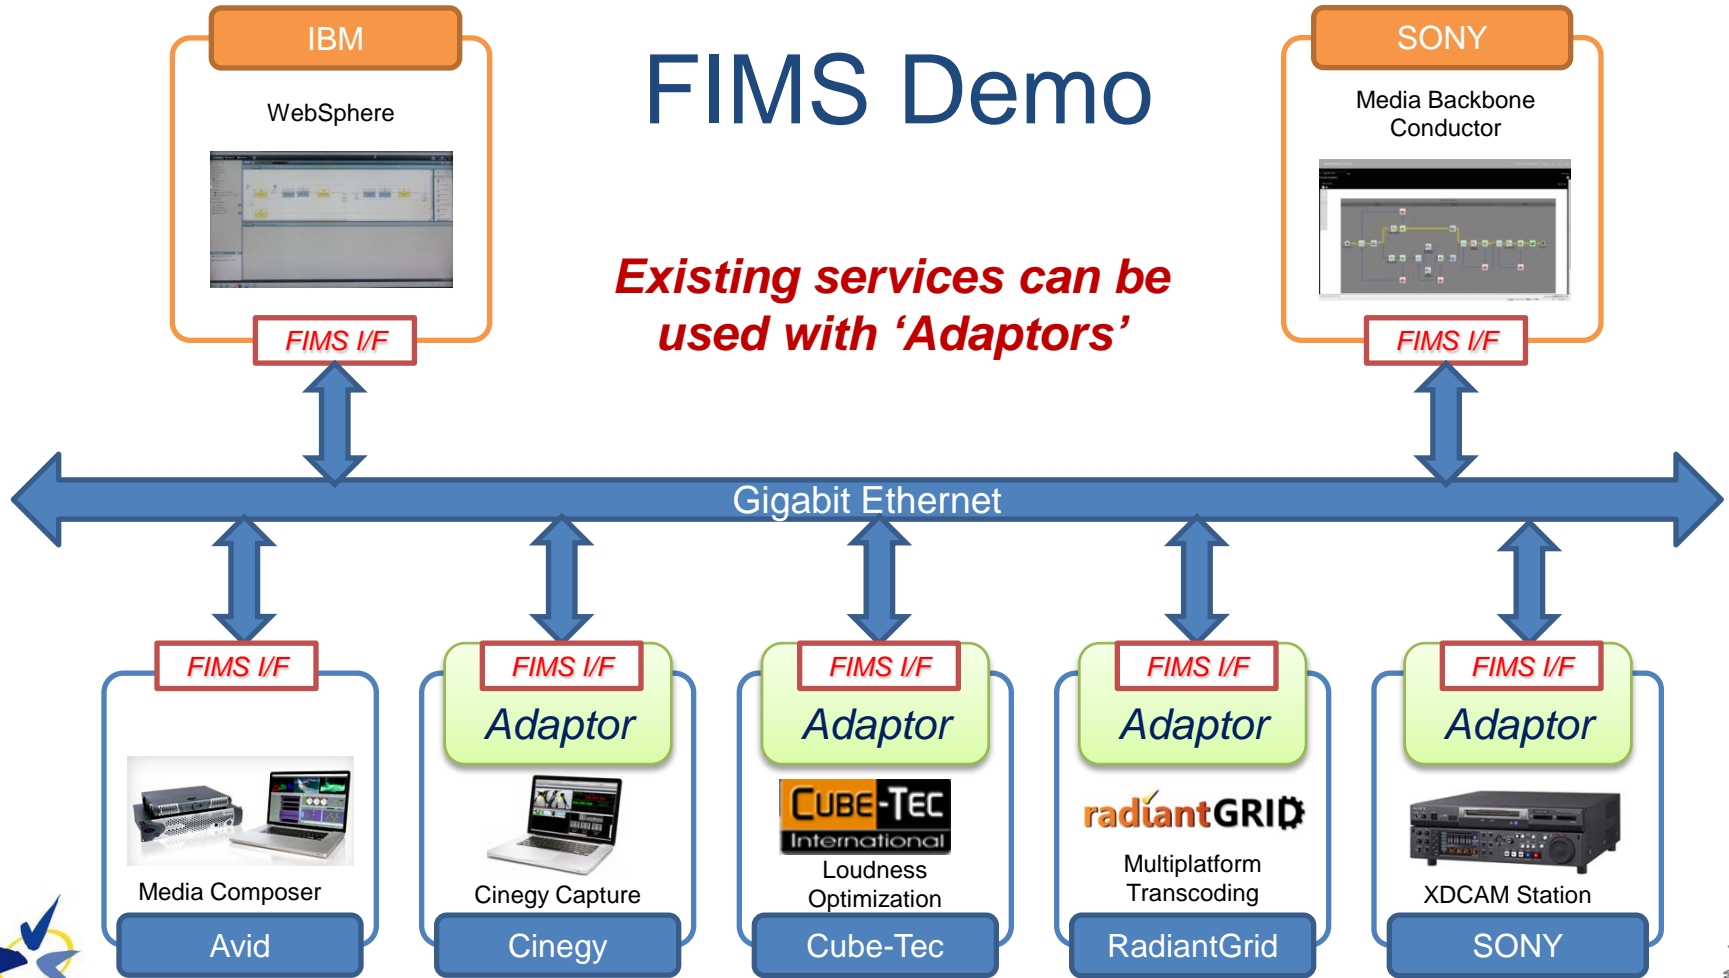 IBM
SONY
FIMS Demo
WebSphere
Media Backbone
Conductor
Existing services can be
used with ‘Adaptors’
FIMS I/F
FIMS I/F
Gigabit Ethernet
FIMS I/F
FIMS I/F
FIMS I/F
FIMS I/F
FIMS I/F
Adaptor
Adaptor
Adaptor
Adaptor
CUBE-TEC
International
radiantGRID
Media Composer
Cinegy Capture
Loudness
Optimization
Multiplatform
Transcoding
XDCAM Station
Avid
Cinegy
Cube-Tec
RadiantGrid
SONY